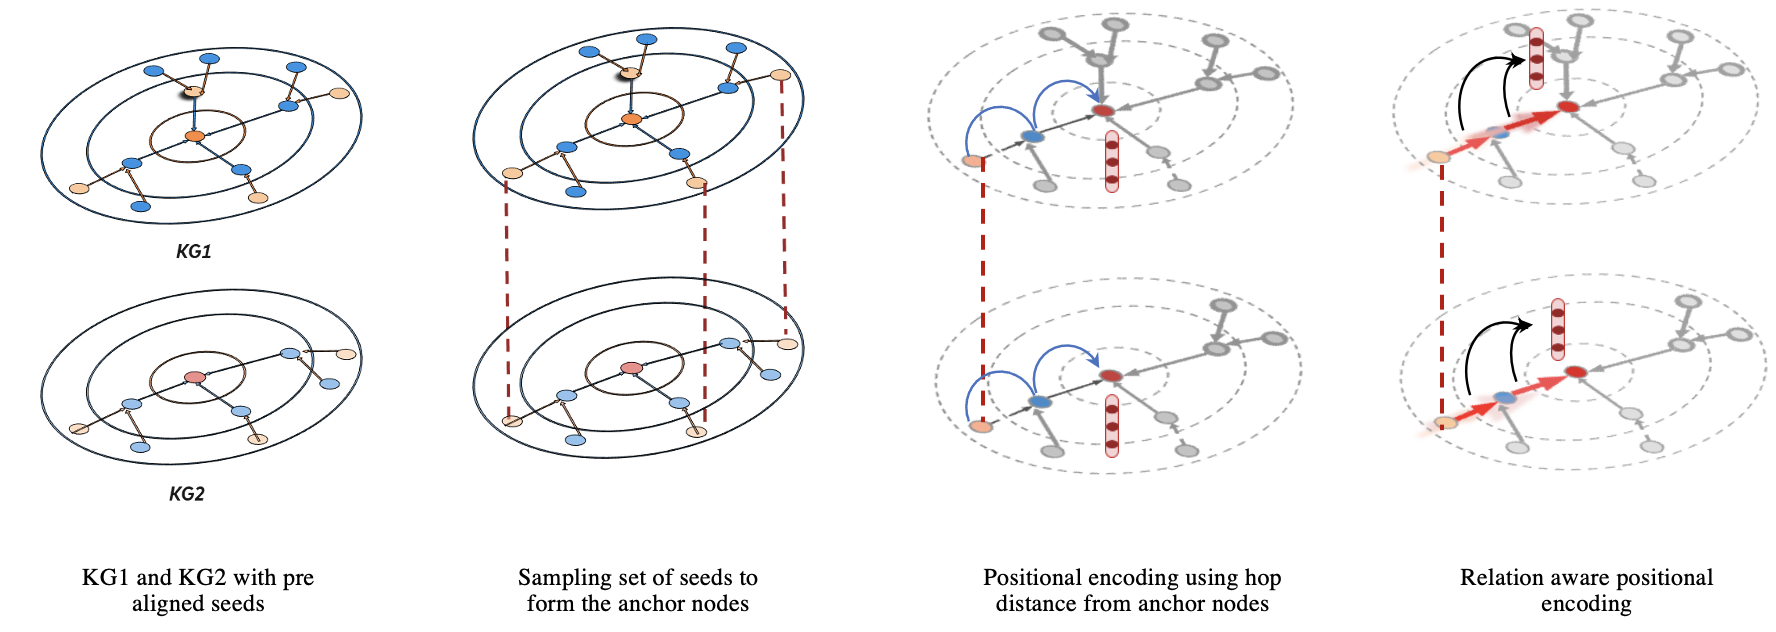 KG1
KG2
KG1 and KG2 with pre
aligned seeds
Sampling set of seeds to
form the anchor nodes
Positional encoding using hop
distance from anchor nodes
Relation aware positional
encoding